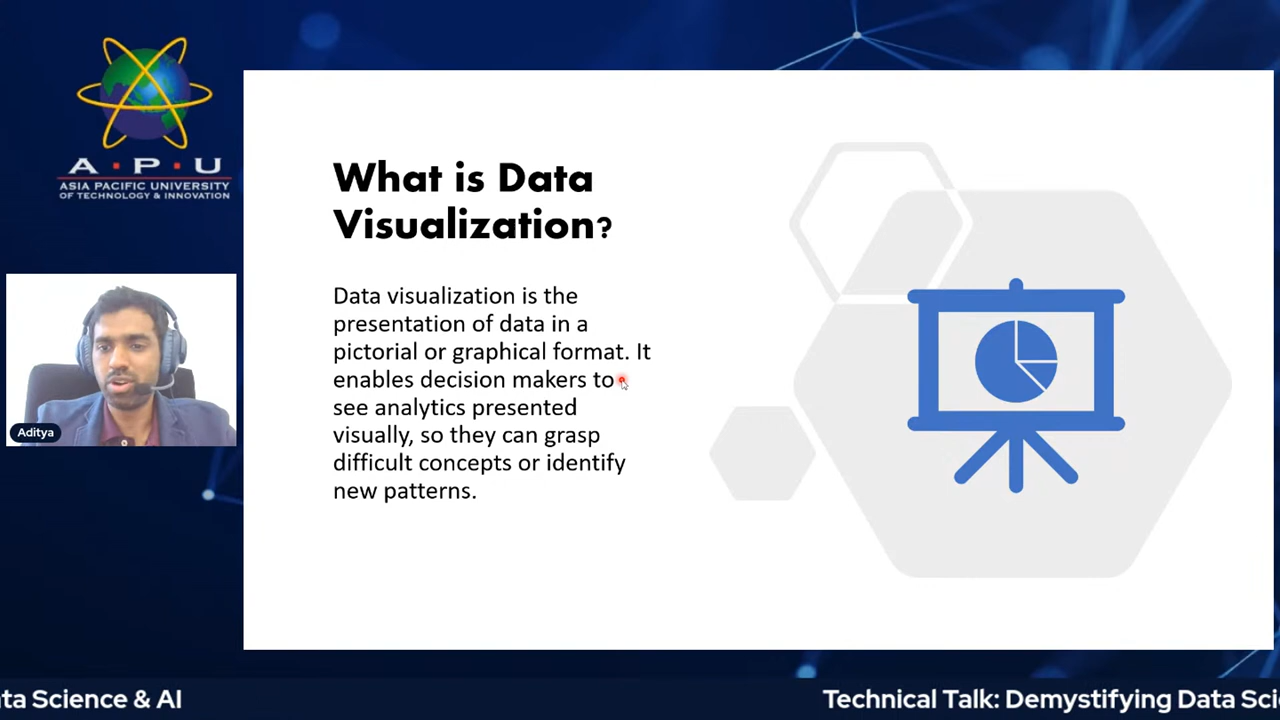 A·P·U
ASIA PACIFIC UNIVERSITY
OF TECHNOLOGY & INNOVATION
What is Data
Visualization?
Data visualization is the
presentation of data in a
pictorial or graphical format. It
enables decision makers to
see analytics presented
visually, so they can grasp
difficult concepts or identify
new patterns.
Aditya
ta Science & AI
Technical Talk: Demystifying Data Sci